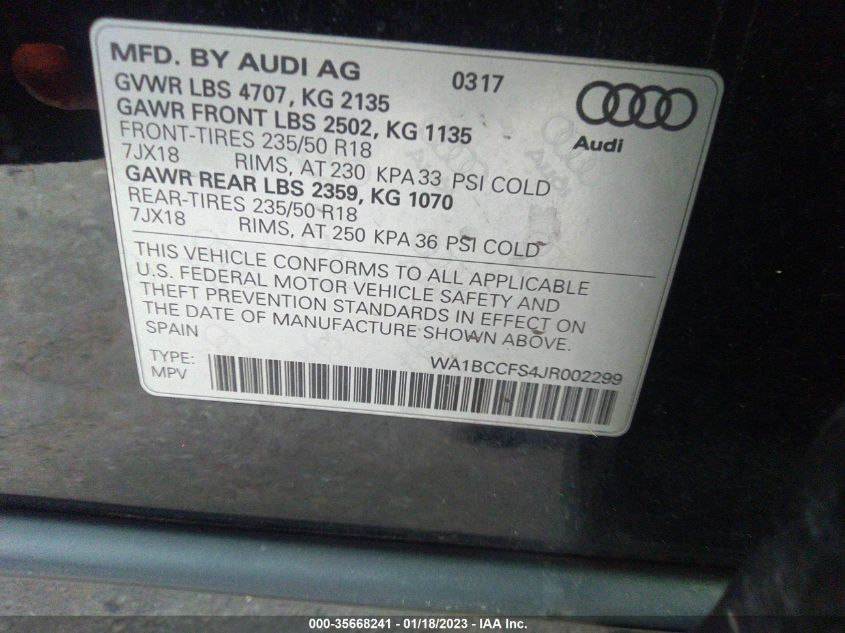 MFD. BY AUDI AG 0317
GVWR LBS 4707, KG 2135
GAWR FRONT LBS 2502, KG 1135
FRONT-TIRES 235/50 R18
7JX18 RIMS, AT 230 KPA 33 PSI COLD
GAWR REAR LBS 2359, KG 1070
REAR-TIRES 235/50 R18
7JX18 RIMS, AT 250 KPA 36 PSI COLD
Audi
THIS VEHICLE CONFORMS TO ALL APPLICABLE
U.S. FEDERAL MOTOR VEHICLE SAFETY AND
THEFT PREVENTION STANDARDS IN EFFECT ON
THE DATE OF MANUFACTURE SHOWN ABOVE.
SPAIN
TYPE: WA1BCCFS4JR002299
MPV
000-35668241 - 01/18/2023 - IAA Inc.